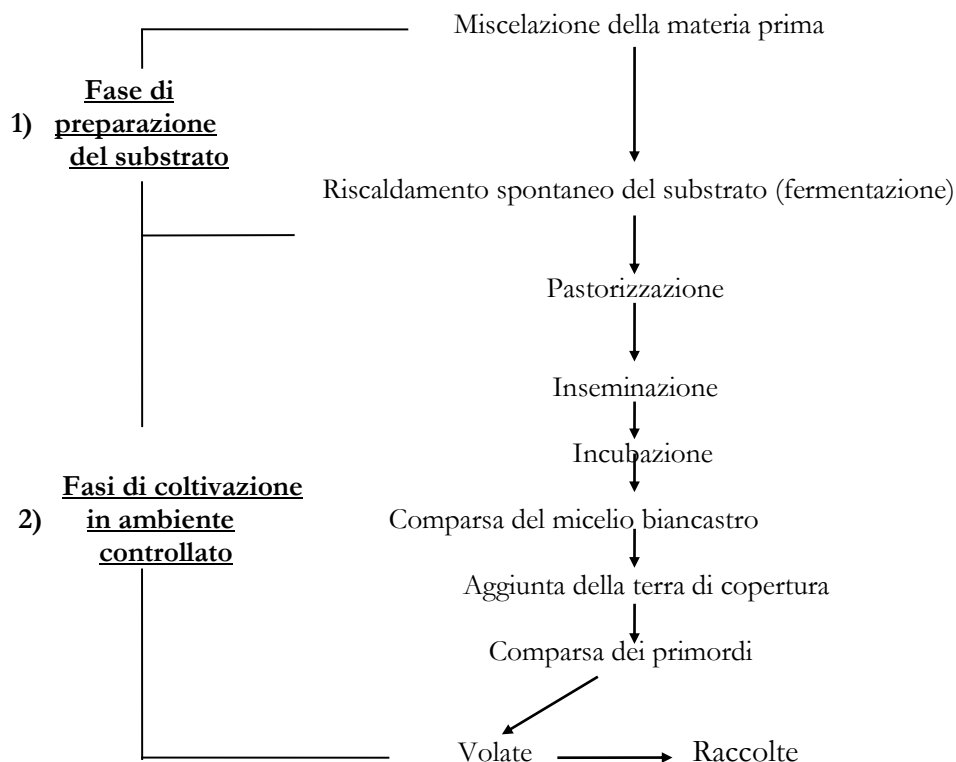 Miscelazione della materia prima
Fase di
1) preparazione
del substrato
Riscaldamento spontaneo del substrato (fermentazione)
Pastorizzazione
Inseminazione
Incubazione
Fasi di coltivazione
2) in ambiente
controllato
Comparsa del micelio biancastro
Aggiunta della terra di copertura
Comparsa dei primordi
Volate
Raccolte